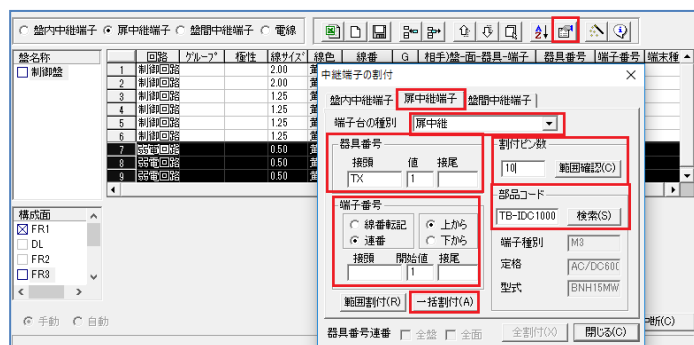 盤内中継端子 扉中継端子 盤間中継端子 電線
盤名称
制御盤
回路 グループ 極性 線サイズ 線色 線番 G 相手)盤-面-器具-端子 器具番号 端子番号 端末種
1 制御回路 2.00
2 制御回路 2.00
3 制御回路 1.25
4 制御回路 1.25
5 制御回路 1.25
6 制御回路 1.25
7 弱電回路 0.50
8 弱電回路 0.50
9 弱電回路 0.50
構成面
FR1
DL
FR2
FR3
手動 自動
中継端子の割付
盤内中継端子 扉中継端子 盤間中継端子
端子台の種別 扉中継
器具番号
接頭 値 接尾
TX 1
割付ピン数
10 範囲確認(C)
端子番号
線番転記 上から
連番 下から
接頭 開始値 接尾
1
部品コード
TB-IDC1000 検索(S)
端子種別 M3
定格 AC/DC600
型式 BNH15MW
範囲割付(R) 一括割付(A)
器具番号連番 全盤 全面 全割付(X) 閉じる(C)